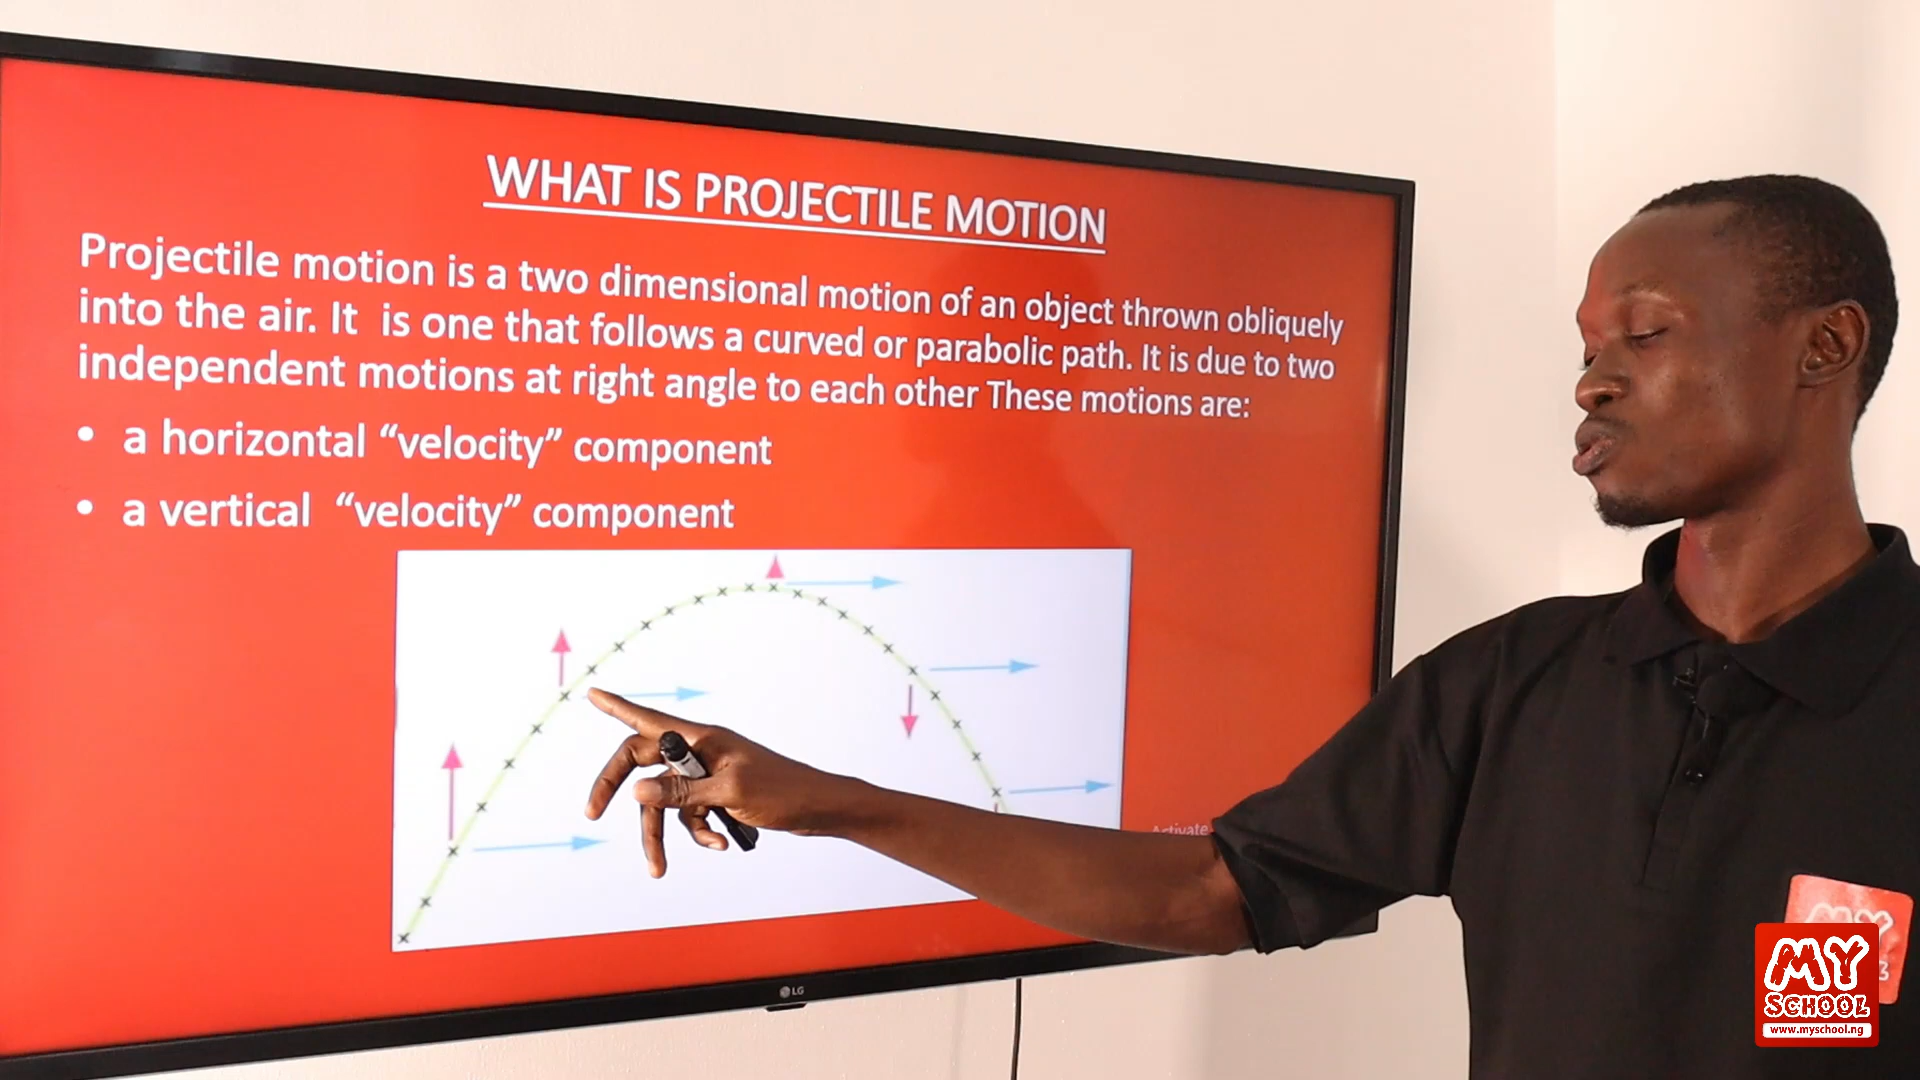 WHAT IS PROJECTILE MOTION
Projectile motion is a two dimensional motion of an object thrown obliquely
into the air. It is one that follows a curved or parabolic path. It is due to two
independent motions at right angle to each other These motions are:
• a horizontal “velocity” component
• a vertical “velocity” component
Activate
LG
MY
SCHOOL
www.myschool.ng